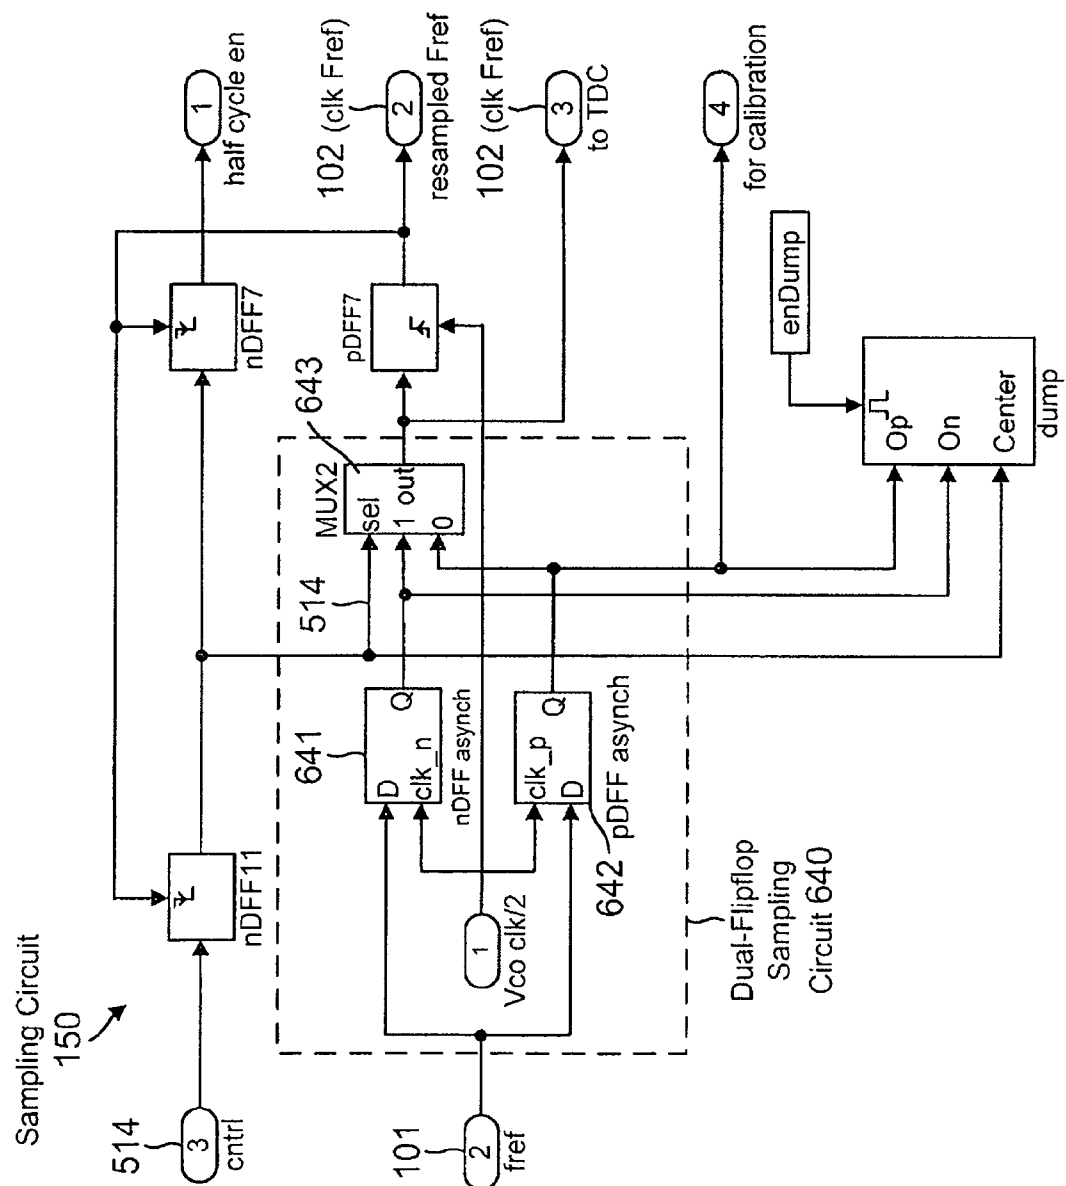 Sampling Circuit
150
514
3
cntrl
nDFF11
nDFF7
1
half cycle en
102 (clk Fref)
2
resampled Fref
102 (clk Fref)
3
to TDC
4
for calibration
pDFF7
643
MUX2
sel
1 out
0
514
641
D
Q
clk_n
nDFF asynch
clk_p
Q
D
pDFF asynch
642
1
Vco clk/2
101
2
fref
Dual-Flipflop
Sampling
Circuit 640
enDump
Op
On
Center
dump